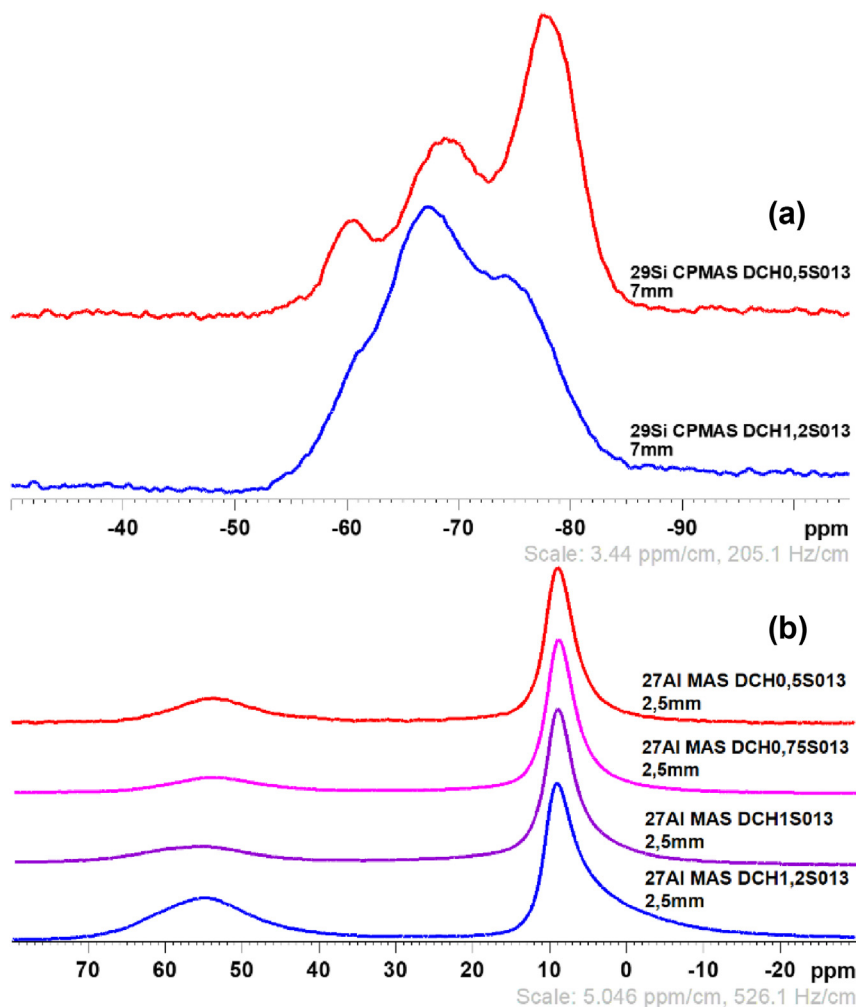 (a)
29Si CPMAS DCH0,5S013
7mm
29Si CPMAS DCH1,2S013
7mm
-40 -50 -60 -70 -80 -90 ppm
Scale: 3.44 ppm/cm, 205.1 Hz/cm
(b)
27Al MAS DCH0,5S013
2,5mm
27Al MAS DCH0,75S013
2,5mm
27Al MAS DCH1S013
2,5mm
27Al MAS DCH1,2S013
2,5mm
70 60 50 40 30 20 10 0 -10 -20 ppm
Scale: 5.046 ppm/cm, 526.1 Hz/cm